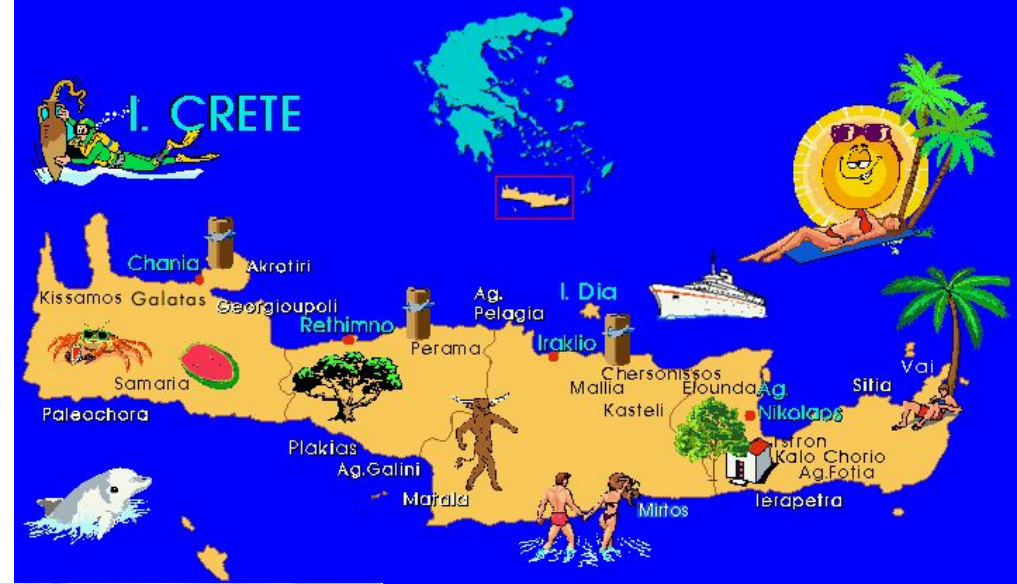 I. CRETE
Chania
Akrotiri
Kissamos
Galatas
Georgioupoli
Rethimno
Ag.
Pelagia
I. Dia
Iraklio
Perama
Chersonissos
Mallia
Elounda
Kasteli
Ag.
Nikolaos
Sitia
Vai
Samaria
Paleochora
Plakias
Ag.Galini
Matala
Istron
Kalo Chorio
Ag.Fotia
Ierapetra
Mirtos